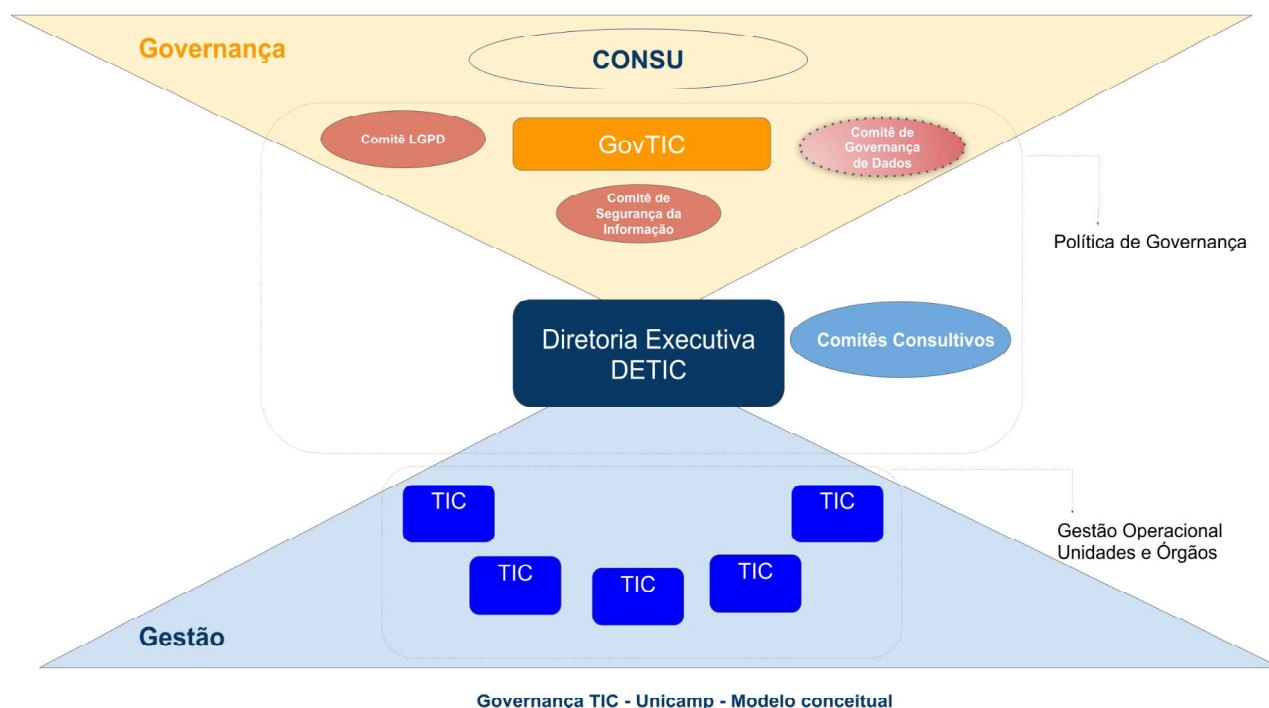 Governança
CONSU
Comitê LGPD
GovTIC
Comitê de
Governança
de Dados
Comitê de
Segurança da
Informação
Política de Governança
Diretoria Executiva
DETIC
Comitês Consultivos
TIC
TIC
TIC
TIC
TIC
Gestão Operacional
Unidades e Órgãos
Gestão
Governança TIC - Unicamp - Modelo conceitual